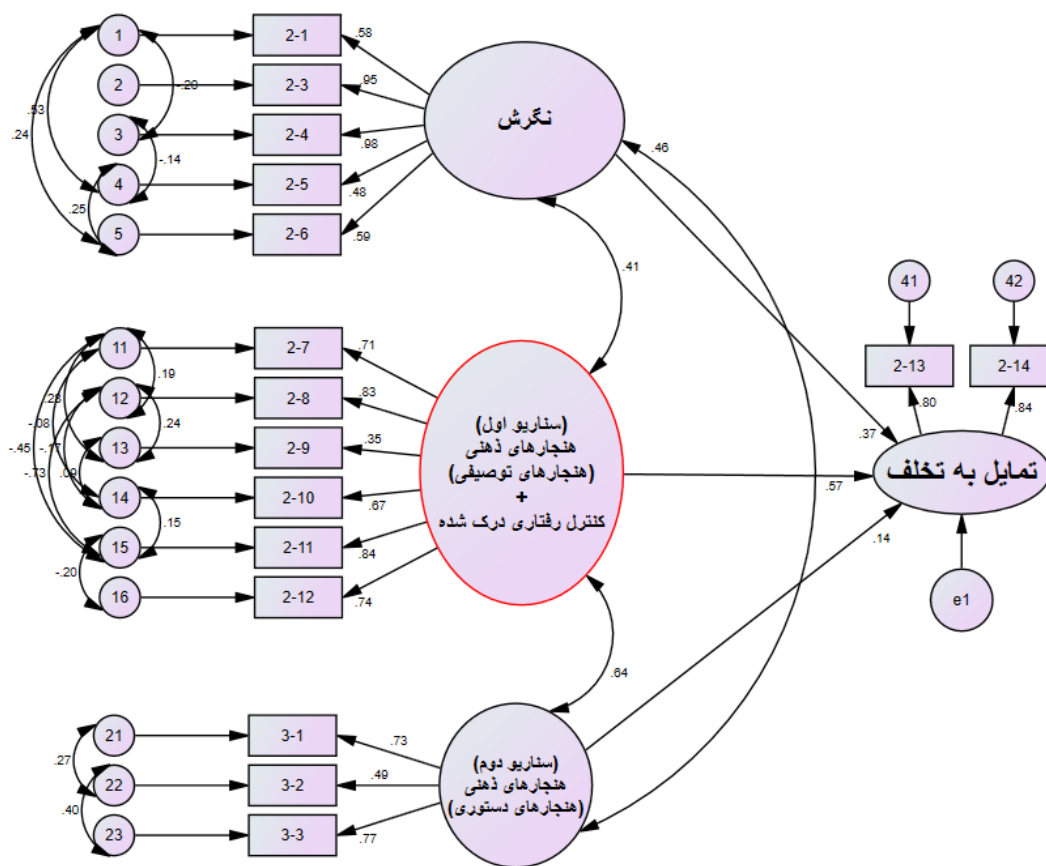 1 2-1 .58
2 2-3 .95
-.20
3 2-4 .98
.53
.24
-.14
4 2-5 .48
.25
5 2-6 .59
نگرش
.46
.41
41 42
2-13 2-14
.80 .84
.37
تمایل به تخلف
.57
.14
e1
11 2-7 .71
.19
12 2-8 .83
.23
.24
-.08
-.45 -.17
13 2-9 .35
-.73 .09
14 2-10 .67
.15
15 2-11 .84
-.20
16 2-12 .74
(سناریو اول)
هنجارهای ذهنی
(هنجارهای توصیفی)
+
کنترل رفتاری درک شده
.64
21 3-1 .73
.27
22 3-2 .49
.40
23 3-3 .77
(سناریو دوم)
هنجارهای ذهنی
(هنجارهای دستوری)